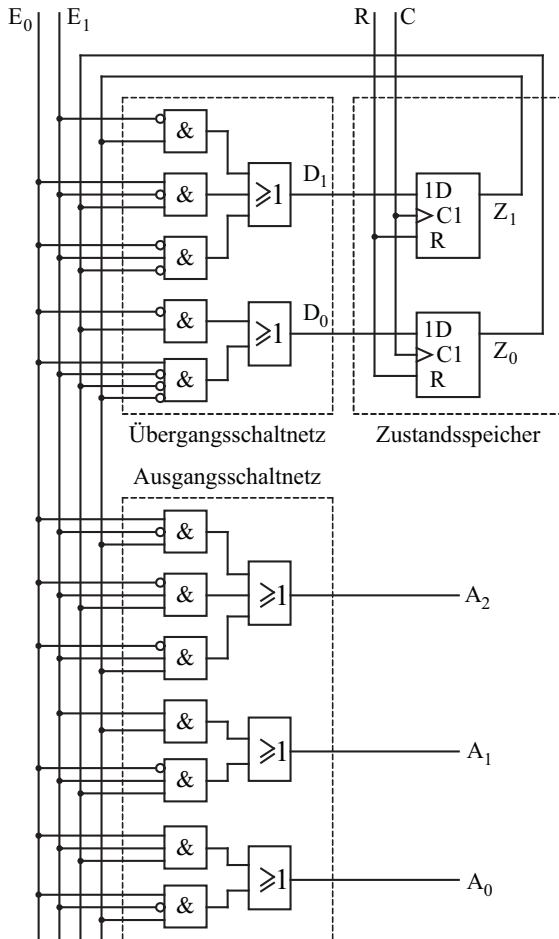 E0 E1 R C
&
&
≥1
D1
1D
C1
R
Z1
&
&
≥1
D0
1D
C1
R
Z0
&
Übergangsschaltnetz
Zustandsspeicher
Ausgangsschaltnetz
&
&
≥1
A2
&
&
≥1
A1
&
&
≥1
A0
&